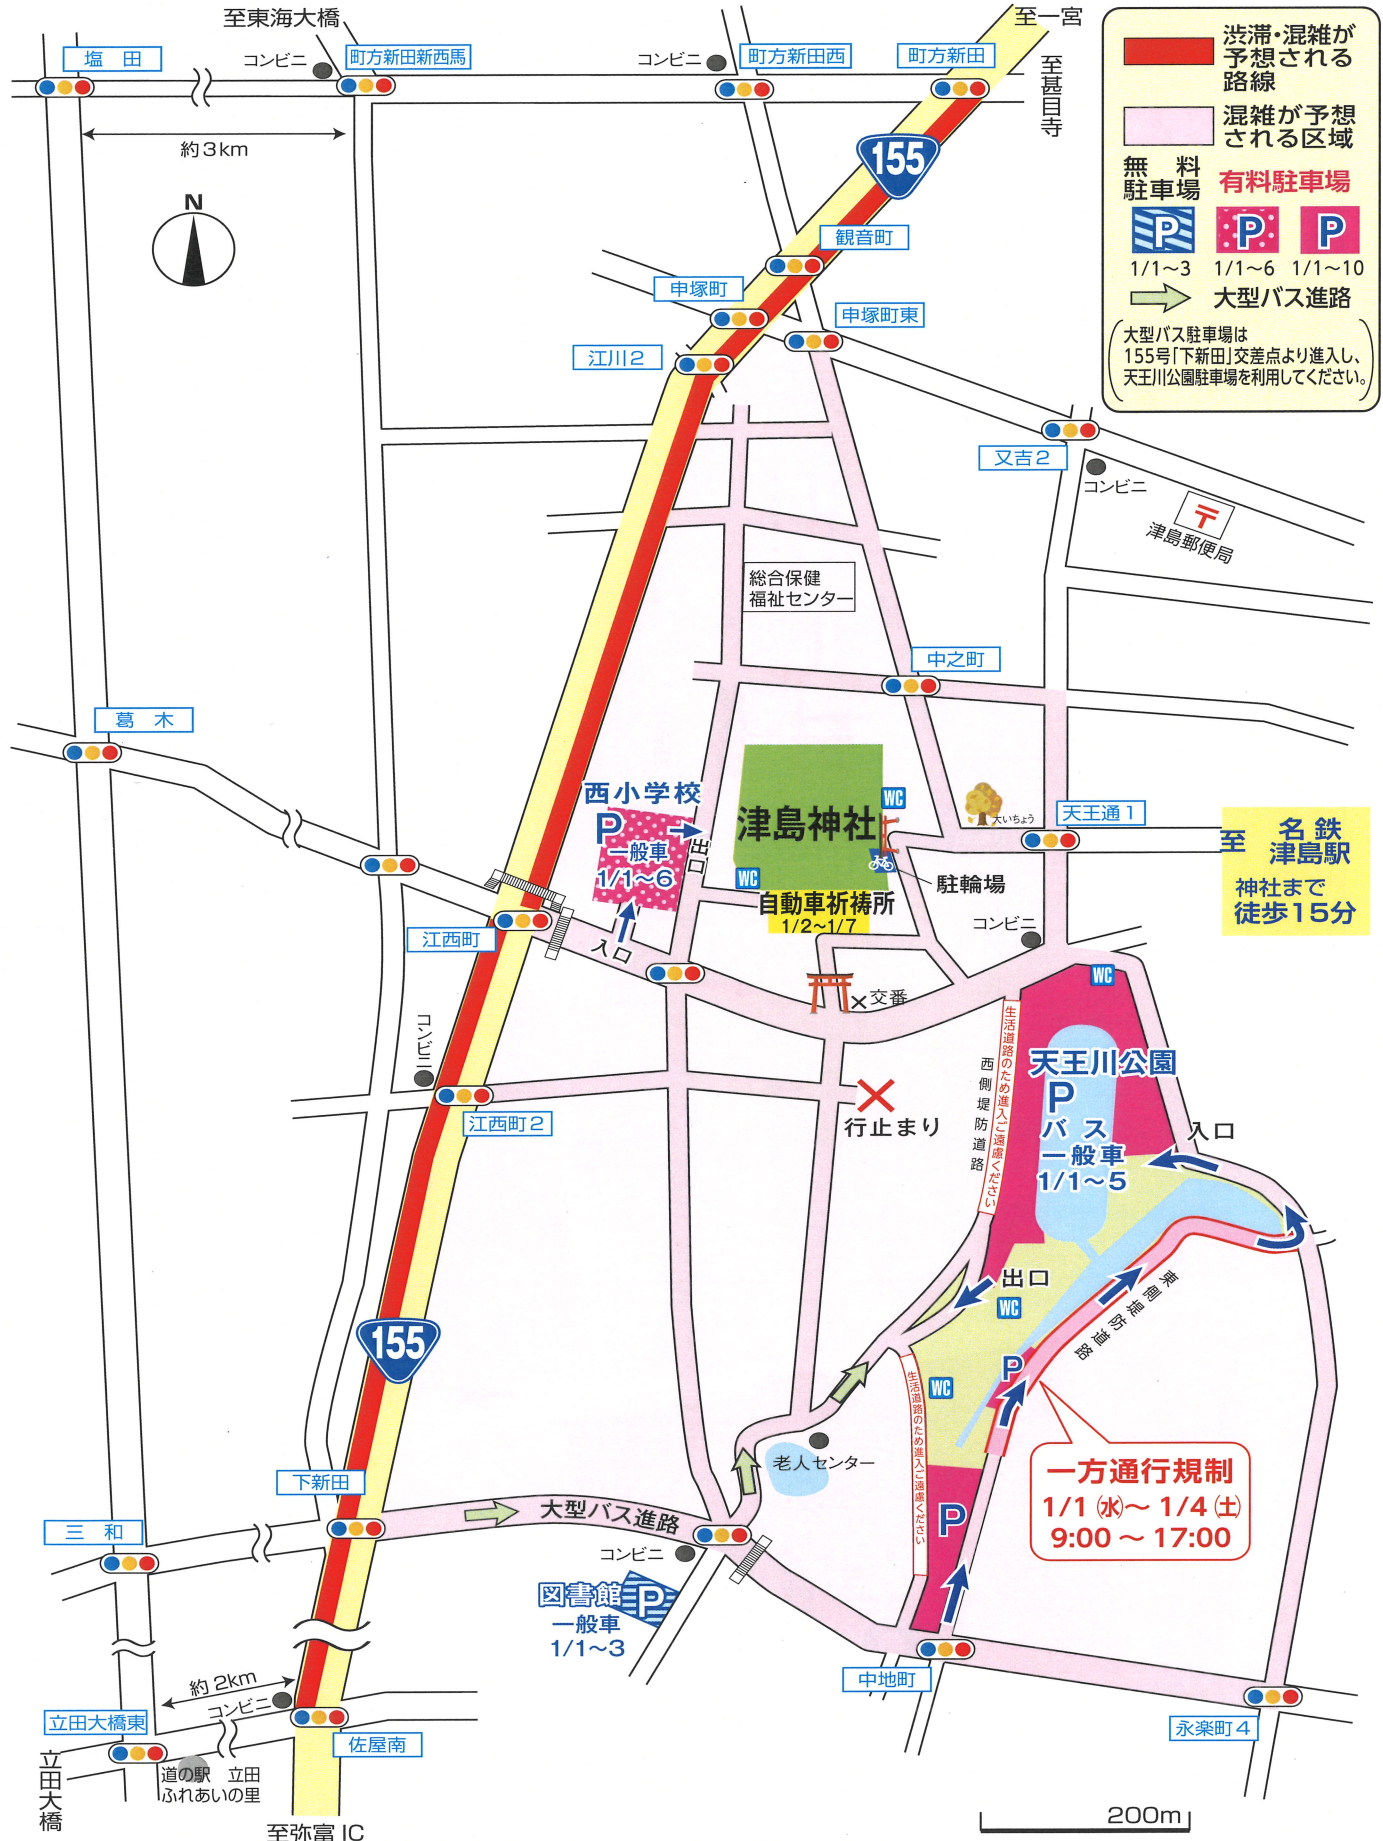 至東海大橋
至一宮
塩 田
コンビニ
町方新田新西馬
コンビニ
町方新田西
町方新田
至甚目寺
約3km
N
155
渋滞・混雑が
予想される
路線
混雑が予想
される区域
無 料
駐車場
有料駐車場
P
P
P
1/1～3
1/1～6
1/1～10
大型バス進路
大型バス駐車場は
155号「下新田」交差点より進入し、
天王川公園駐車場を利用してください。
観音町
申塚町
申塚町東
江川2
又吉2
コンビニ
津島郵便局
総合保健
福祉センター
中之町
葛 木
西小学校
P
一般車
1/1～6
出口
入口
津島神社
WC
WC
大いちょう
天王通1
至
名鉄
津島駅
神社まで
徒歩15分
駐輪場
自動車祈祷所
1/2～1/7
コンビニ
江西町
交番
WC
コンビニ
江西町2
行止まり
西側堤防道路
生活道路のため進入ご遠慮ください
天王川公園
P
バス
一般車
1/1～5
入口
出口
WC
東側堤防道路
155
P
WC
生活道路のため進入ご遠慮ください
老人センター
一方通行規制
1/1㈬～1/4㈯
9:00～17:00
下新田
三 和
大型バス進路
コンビニ
P
図書館
P
一般車
1/1～3
中地町
永楽町4
約2km
コンビニ
立田大橋東
佐屋南
立田大橋
道の駅 立田
ふれあいの里
至弥富IC
200m